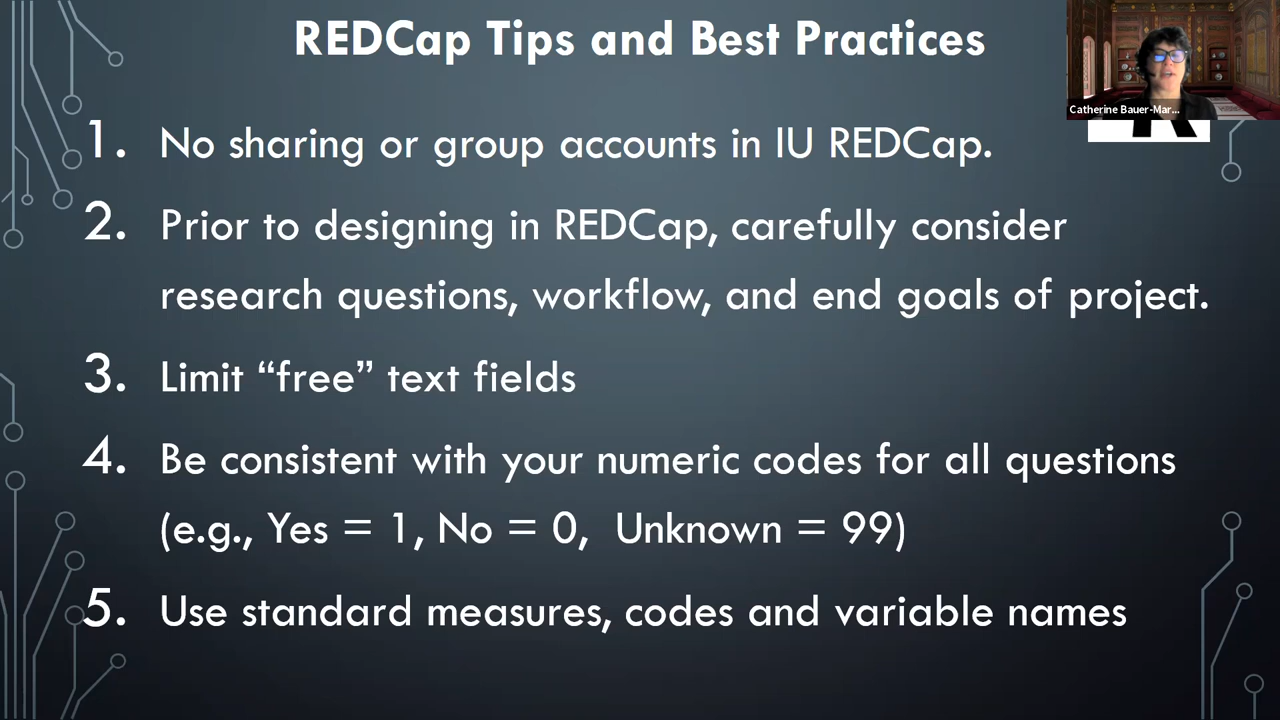 REDCap Tips and Best Practices
Catherine Bauer-Mar...
1. No sharing or group accounts in IU REDCap.
2. Prior to designing in REDCap, carefully consider
research questions, workflow, and end goals of project.
3. Limit “free” text fields
4. Be consistent with your numeric codes for all questions
(e.g., Yes = 1, No = 0,  Unknown = 99)
5. Use standard measures, codes and variable names